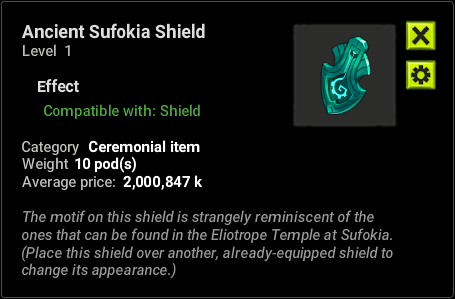 Ancient Sufokia Shield
Level 1
Effect
Compatible with: Shield
Category Ceremonial item
Weight 10 pod(s)
Average price: 2,000,847 k
The motif on this shield is strangely reminiscent of the
ones that can be found in the Eliotrope Temple at Sufokia.
(Place this shield over another, already-equipped shield to
change its appearance.)